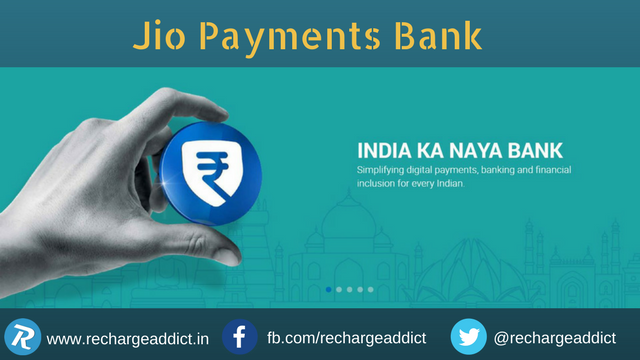 Jio Payments Bank
INDIA KA NAYA BANK
Simplifying digital payments, banking and financial
inclusion for every Indian.
www.rechargeaddict.in fb.com/rechargeaddict @rechargeaddict